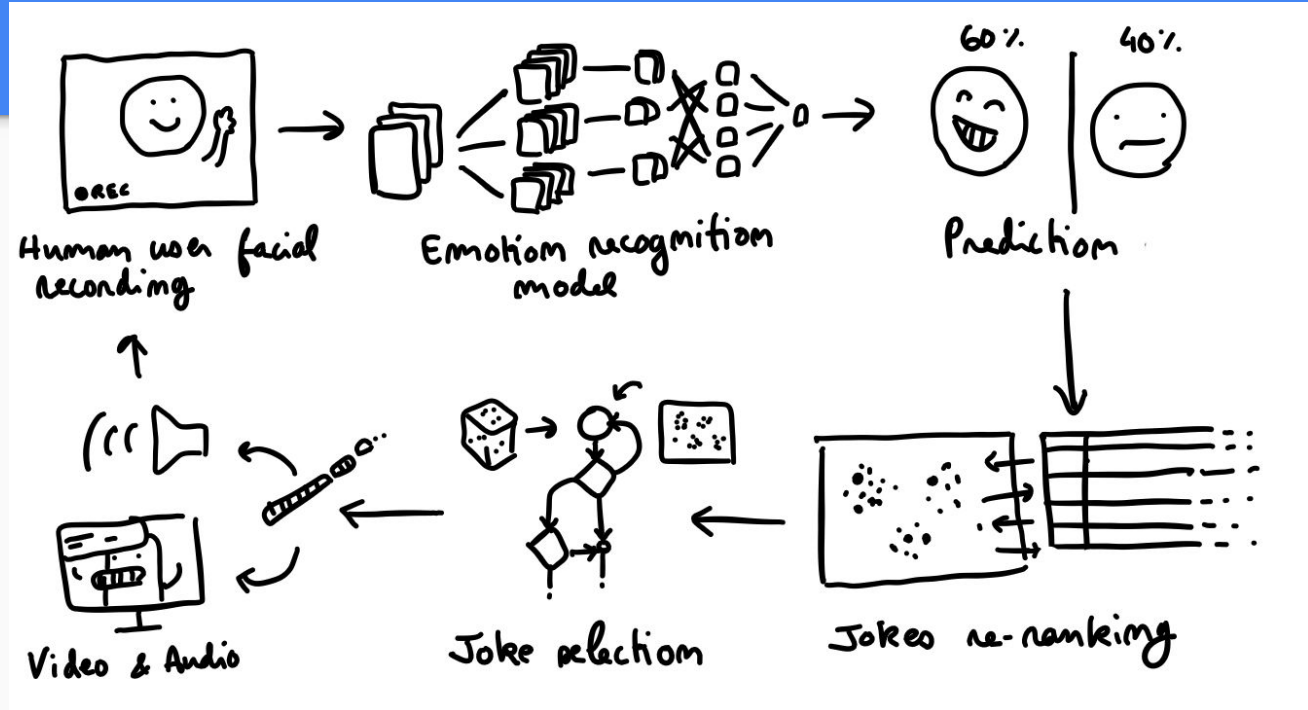 60% 40%
REC
Human user facial
recording
Emotion recognition
model
Prediction
Video & Audio
Joke selection
Jokes re-ranking